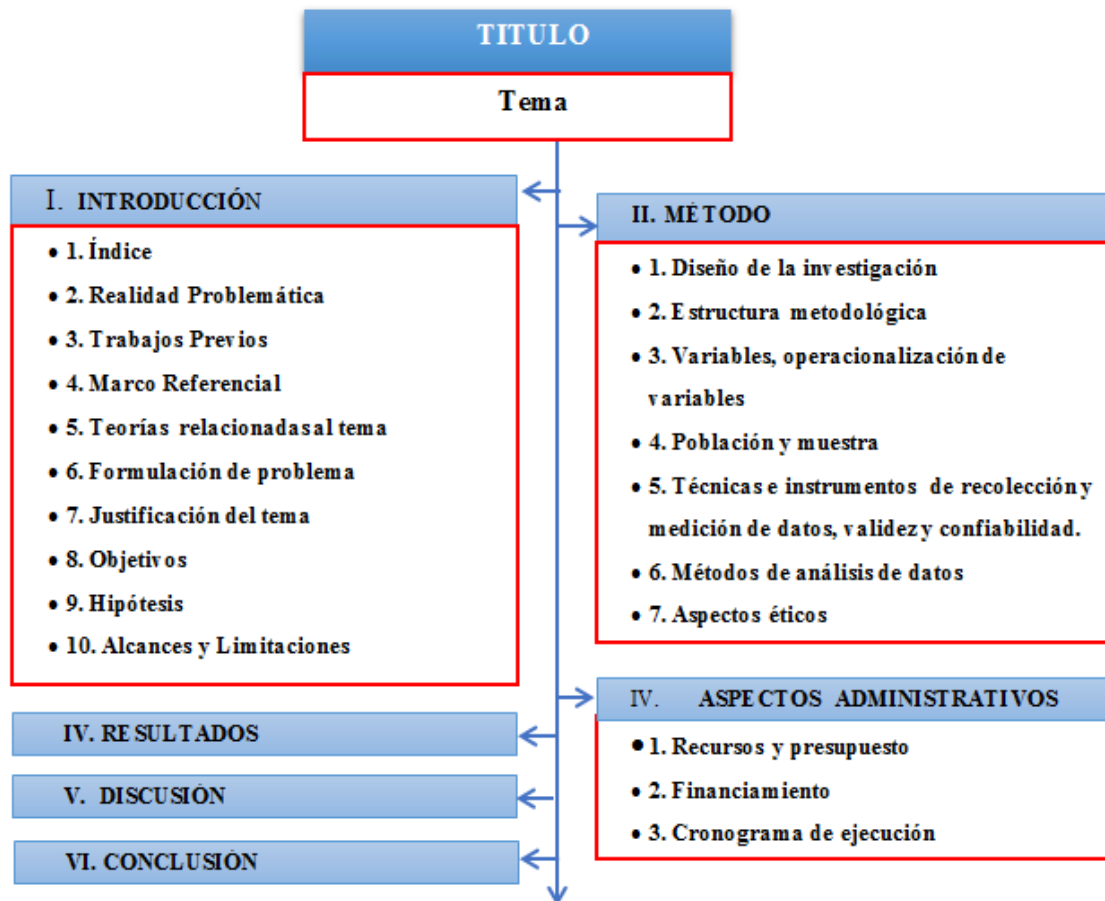 TITULO
Tema
I. INTRODUCCIÓN
• 1. Índice
• 2. Realidad Problemática
• 3. Trabajos Previos
• 4. Marco Referencial
• 5. Teorías relacionadas al tema
• 6. Formulación de problema
• 7. Justificación del tema
• 8. Objetivos
• 9. Hipótesis
• 10. Alcances y Limitaciones
II. MÉTODO
• 1. Diseño de la investigación
• 2. Estructura metodológica
• 3. Variables, operacionalización de
variables
• 4. Población y muestra
• 5. Técnicas e instrumentos de recolección y
medición de datos, validez y confiabilidad.
• 6. Métodos de análisis de datos
• 7. Aspectos éticos
IV. ASPECTOS ADMINISTRATIVOS
• 1. Recursos y presupuesto
• 2. Financiamiento
• 3. Cronograma de ejecución
IV. RESULTADOS
V. DISCUSIÓN
VI. CONCLUSIÓN